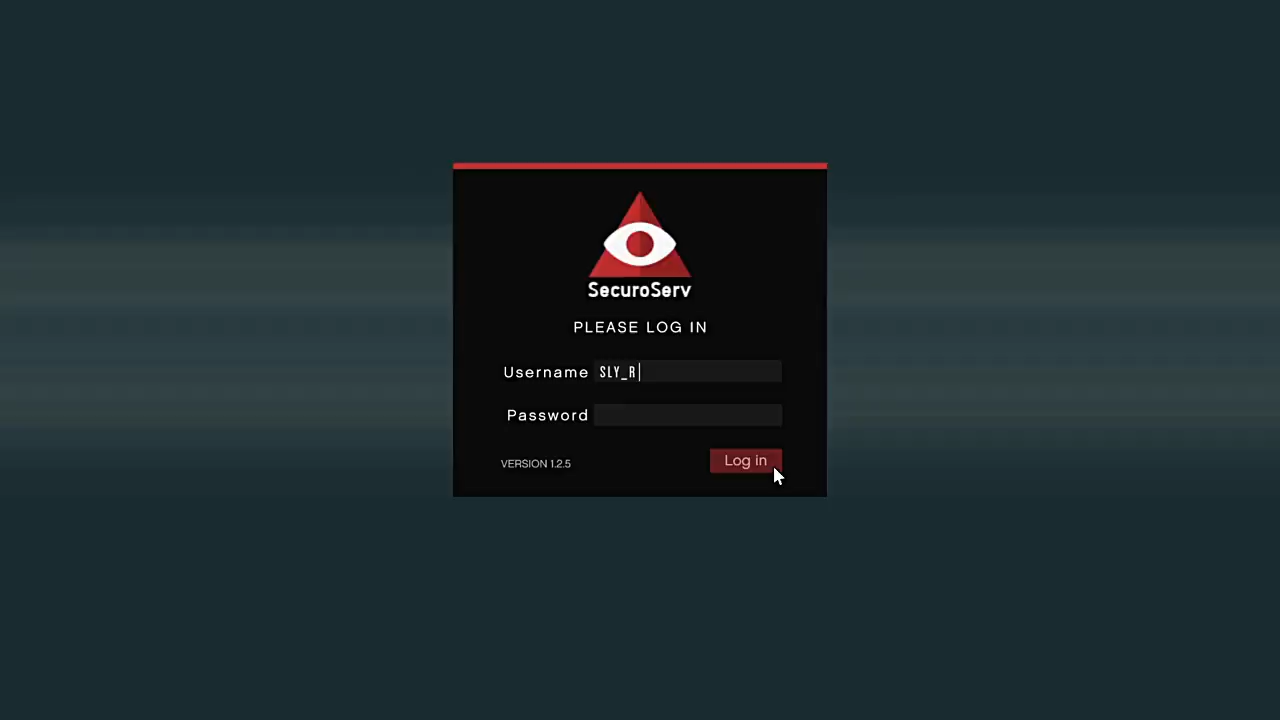 SecuroServ
PLEASE LOG IN
Username SLY_R
Password
VERSION 1.2.5 Log in